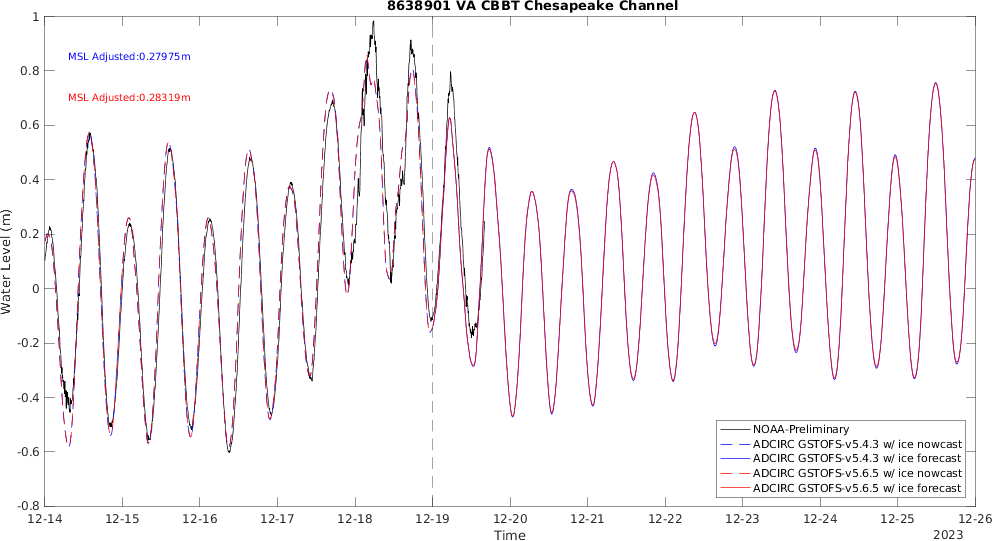 8638901 VA CBBT Chesapeake Channel
MSL Adjusted:0.27975m
MSL Adjusted:0.28319m
Water Level (m)
1
0.8
0.6
0.4
0.2
0
-0.2
-0.4
-0.6
-0.8
NOAA-Preliminary
ADCIRC GSTOFS-v5.4.3 w/ ice nowcast
ADCIRC GSTOFS-v5.4.3 w/ ice forecast
ADCIRC GSTOFS-v5.6.5 w/ ice nowcast
ADCIRC GSTOFS-v5.6.5 w/ ice forecast
12-14 12-15 12-16 12-17 12-18 12-19 12-20 12-21 12-22 12-23 12-24 12-25 12-26
Time
2023